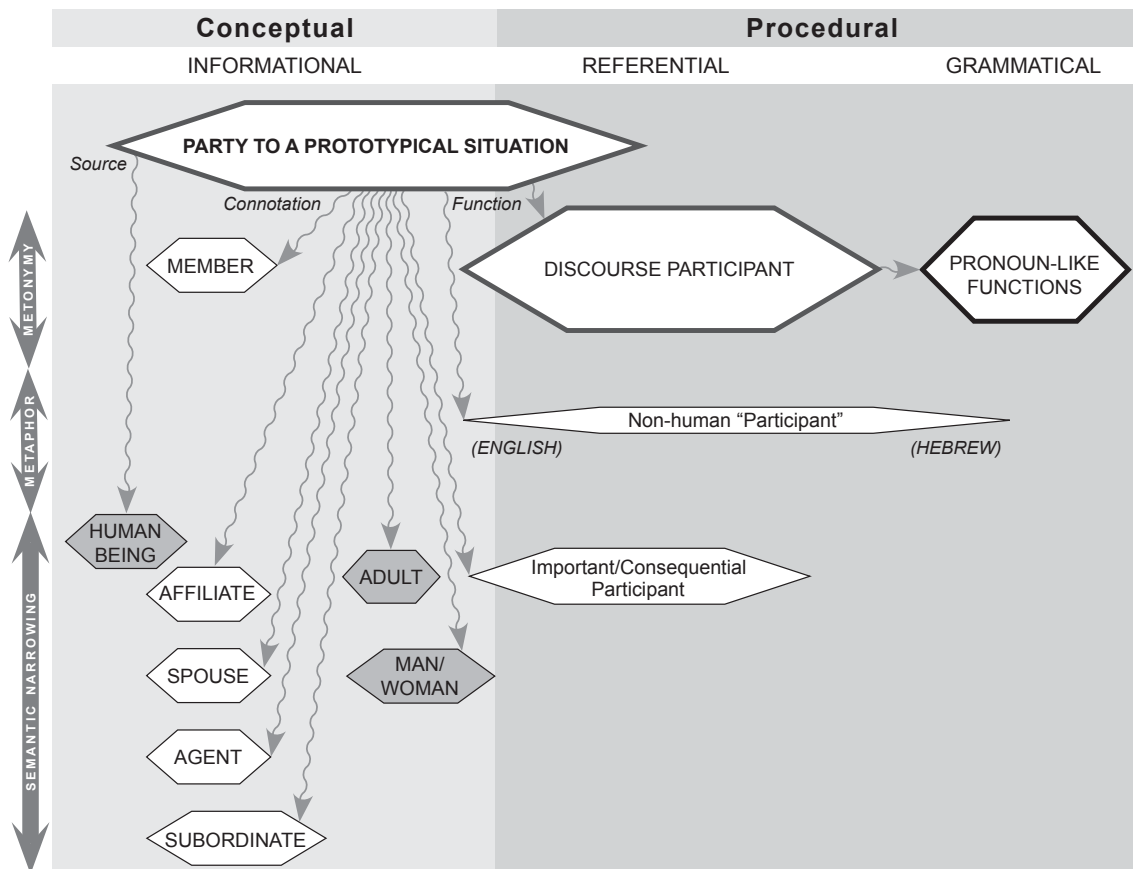 Conceptual
Procedural
INFORMATIONAL
REFERENTIAL
GRAMMATICAL
PARTY TO A PROTOTYPICAL SITUATION
Source
Connotation
Function
METONYMY
MEMBER
DISCOURSE PARTICIPANT
PRONOUN-LIKE
FUNCTIONS
METAPHOR
Non-human “Participant”
(ENGLISH)
(HEBREW)
SEMANTIC NARROWING
HUMAN
BEING
AFFILIATE
ADULT
Important/Consequential
Participant
SPOUSE
MAN/
WOMAN
AGENT
SUBORDINATE